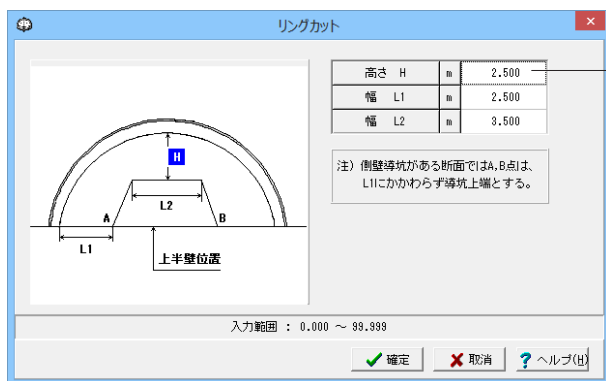 リングカット
高さ H m 2.500
幅 L1 m 2.500
幅 L2 m 3.500
H
L2
A
B
L1
上半壁位置
注）側壁導坑がある断面ではA,B点は、
L1にかかわらず導坑上端とする。
入力範囲 : 0.000 ～ 99.999
確定
取消
ヘルプ(H)